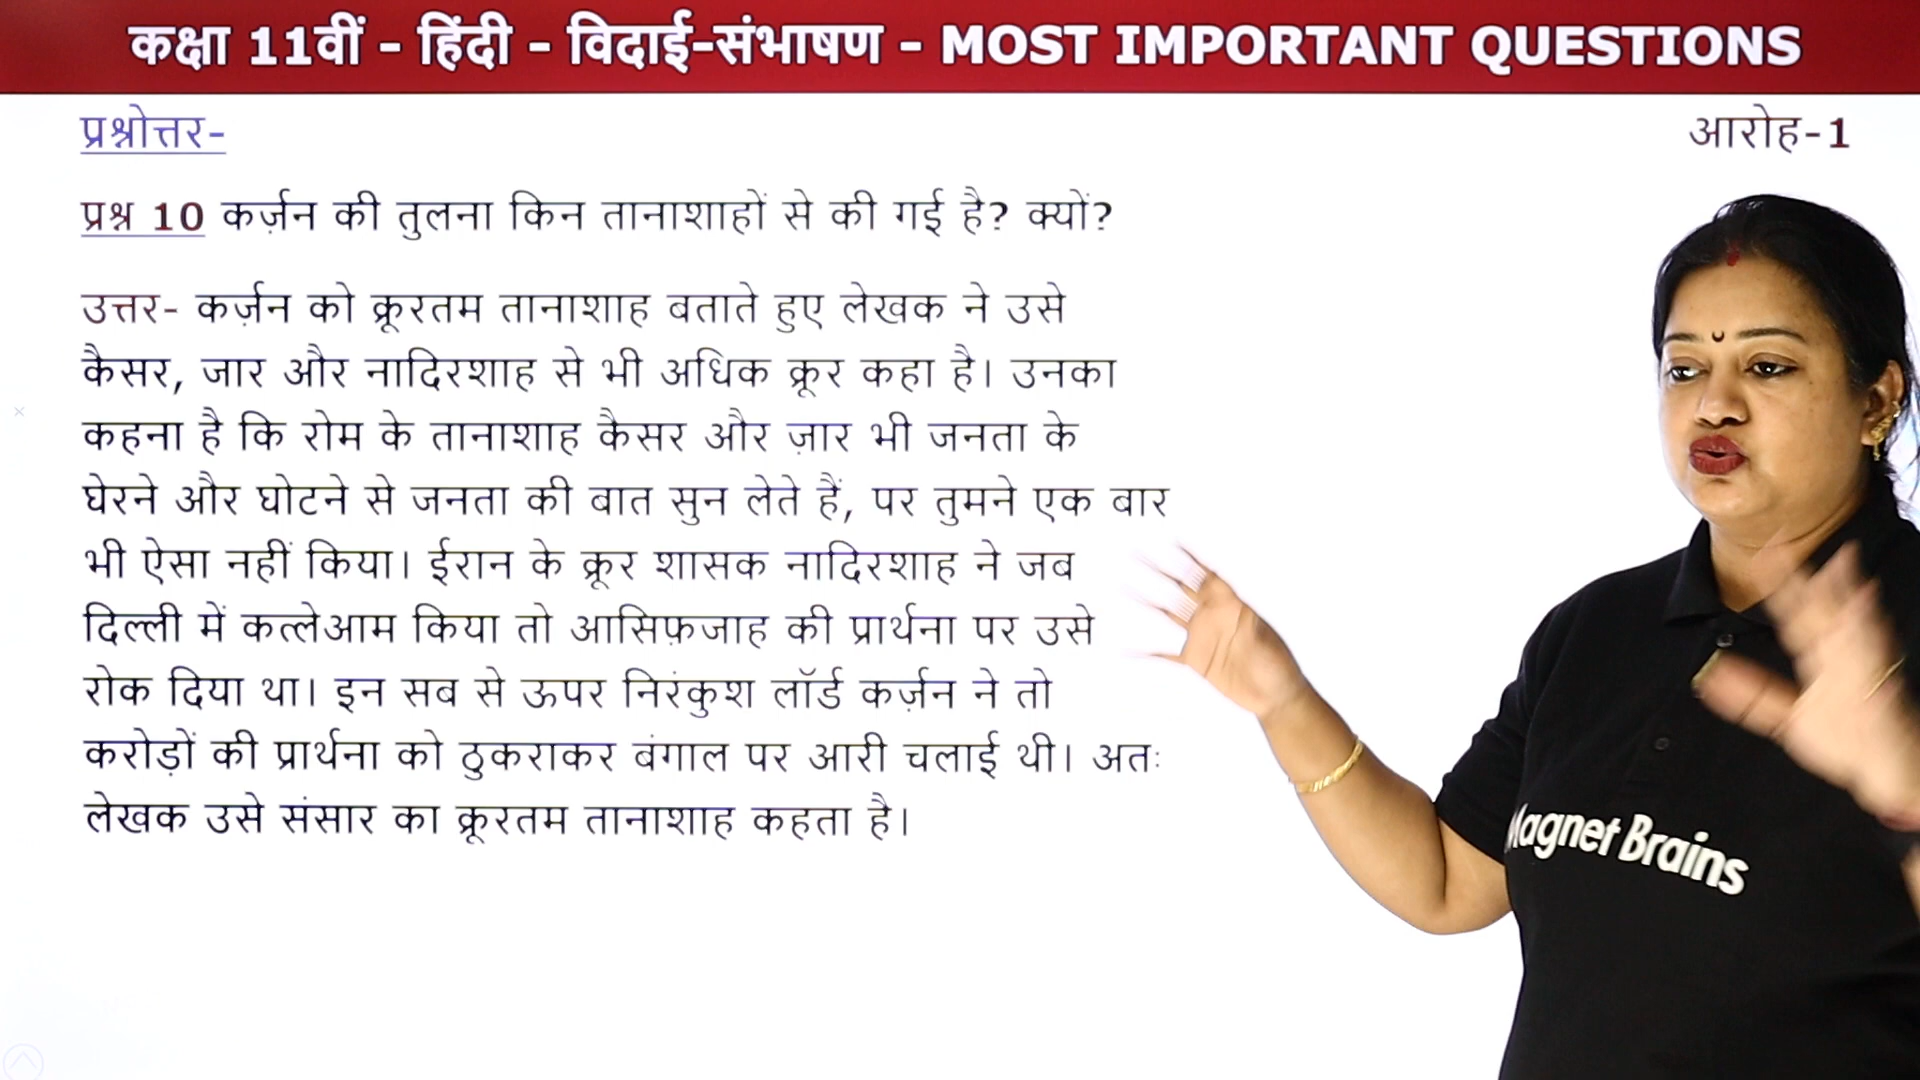 कक्षा 11वीं - हिंदी - विदाई-संभाषण - MOST IMPORTANT QUESTIONS
प्रश्नोत्तर-
आरोह-1
प्रश्न 10 कर्ज़न की तुलना किन तानाशाहों से की गई है? क्यों?
उत्तर- कर्ज़न को क्रूरतम तानाशाह बताते हुए लेखक ने उसे
कैसर, जार और नादिरशाह से भी अधिक क्रूर कहा है। उनका
कहना है कि रोम के तानाशाह कैसर और ज़ार भी जनता के
घेरने और घोटने से जनता की बात सुन लेते हैं, पर तुमने एक बार
भी ऐसा नहीं किया। ईरान के क्रूर शासक नादिरशाह ने जब
दिल्ली में कत्लेआम किया तो आसिफ़जाह की प्रार्थना पर उसे
रोक दिया था। इन सब से ऊपर निरंकुश लॉर्ड कर्ज़न ने तो
करोड़ों की प्रार्थना को ठुकराकर बंगाल पर आरी चलाई थी। अतः
लेखक उसे संसार का क्रूरतम तानाशाह कहता है।
Magnet Brains